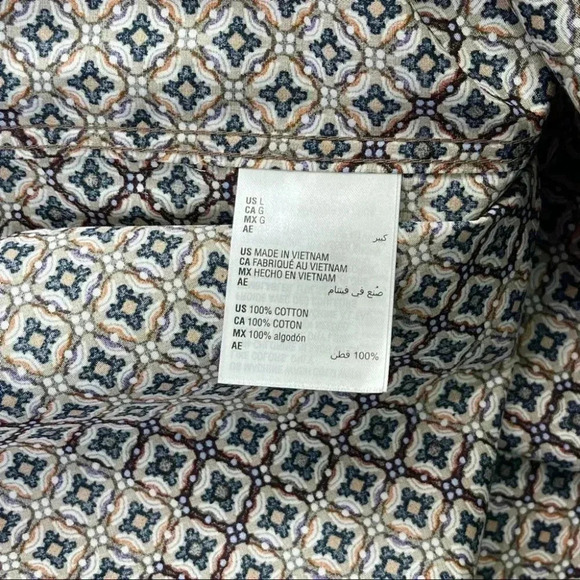 US L
CA G
MX G
AE كبير
US MADE IN VIETNAM
CA FABRIQUÉ AU VIETNAM
MX HECHO EN VIETNAM
AE صُنع في فيتنام
US 100% COTTON
CA 100% COTON
MX 100% algodón
AE 100% قطن